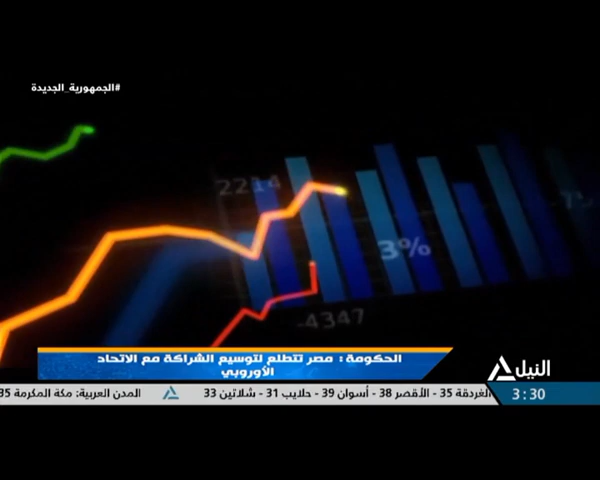 #الجمهورية_الجديدة
2214
3%
-4347
الحكومة: مصر تتطلع لتوسيع الشراكة مع الاتحاد
الأوروبي
النيل
الغردقة 35 - الأقصر 38 - أسوان 39 - حلايب 31 - شلاتين 33 المدن العربية: مكة المكرمة 35
3:30